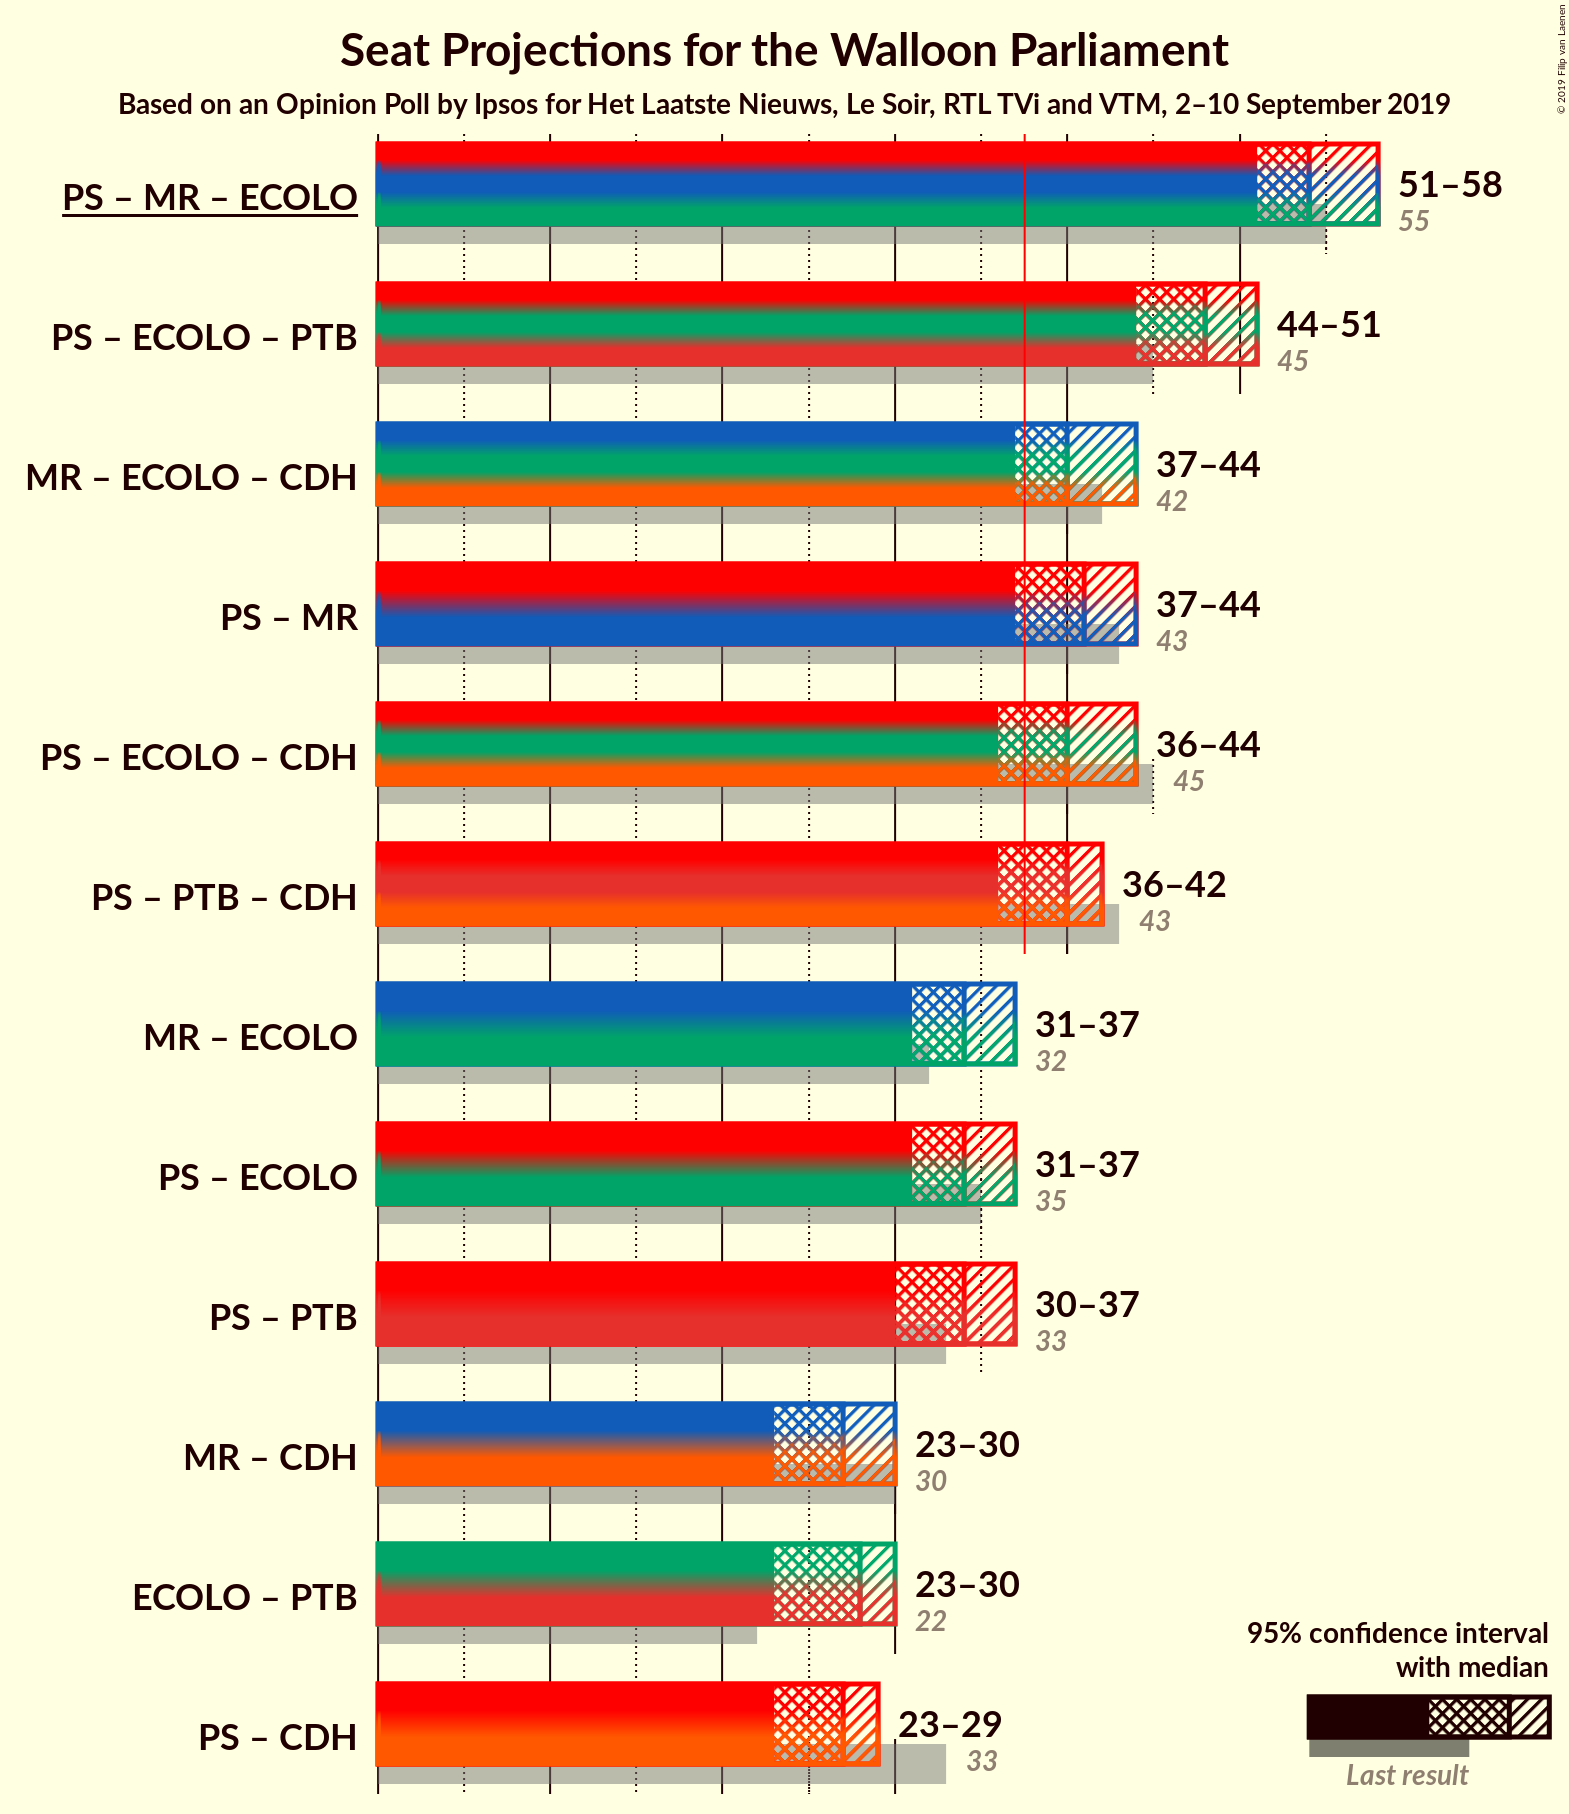 Seat Projections for the Walloon Parliament
Based on an Opinion Poll by Ipsos for Het Laatste Nieuws, Le Soir, RTL TVi and VTM, 2–10 September 2019
© 2019 Filip van Laenen
PS – MR – ECOLO
51–58
55
PS – ECOLO – PTB
44–51
45
MR – ECOLO – CDH
37–44
42
PS – MR
37–44
43
PS – ECOLO – CDH
36–44
45
PS – PTB – CDH
36–42
43
MR – ECOLO
31–37
32
PS – ECOLO
31–37
35
PS – PTB
30–37
33
MR – CDH
23–30
30
ECOLO – PTB
23–30
22
PS – CDH
23–29
33
95% confidence interval
with median
Last result